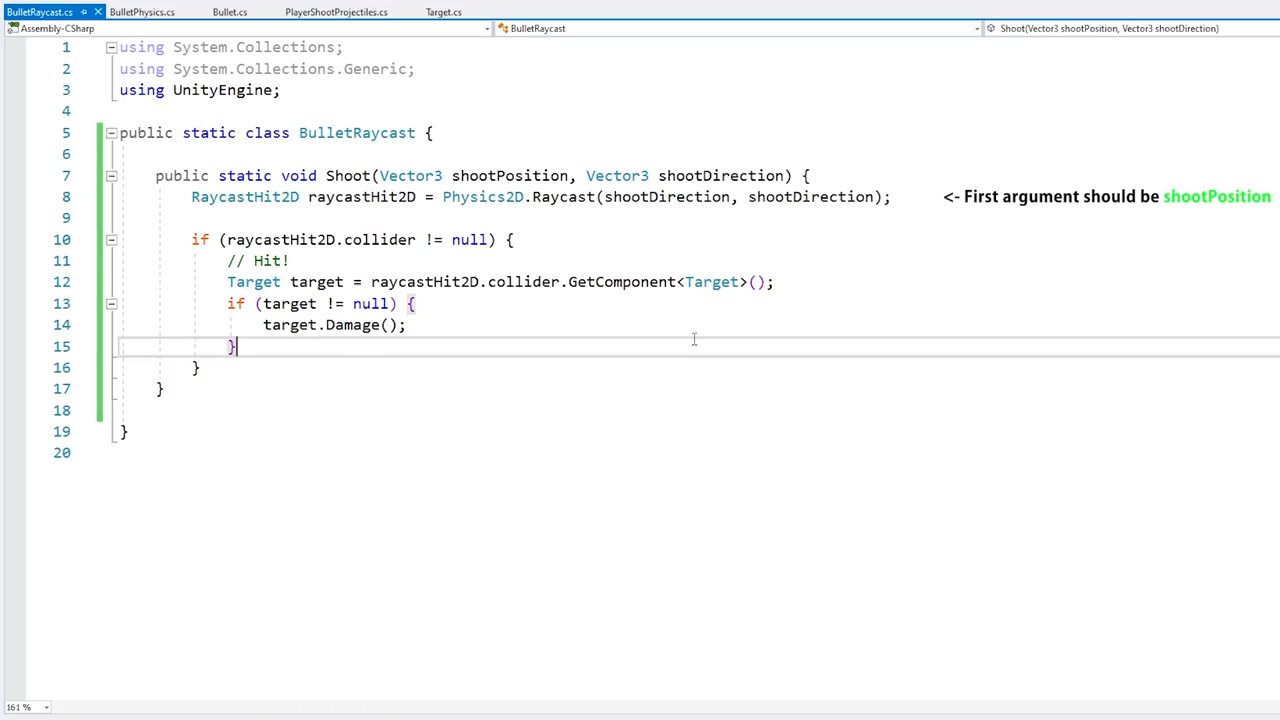 BulletRaycast.cs BulletPhysics.cs Bullet.cs PlayerShootProjectiles.cs Target.cs
Assembly-CSharp BulletRaycast Shoot(Vector3 shootPosition, Vector3 shootDirection)
1 using System.Collections;
2 using System.Collections.Generic;
3 using UnityEngine;
4
5 public static class BulletRaycast {
6
7 public static void Shoot(Vector3 shootPosition, Vector3 shootDirection) {
8 RaycastHit2D raycastHit2D = Physics2D.Raycast(shootDirection, shootDirection); <- First argument should be shootPosition
9
10 if (raycastHit2D.collider != null) {
11 // Hit!
12 Target target = raycastHit2D.collider.GetComponent<Target>();
13 if (target != null) {
14 target.Damage();
15 }
16 }
17 }
18
19 }
20
161 %